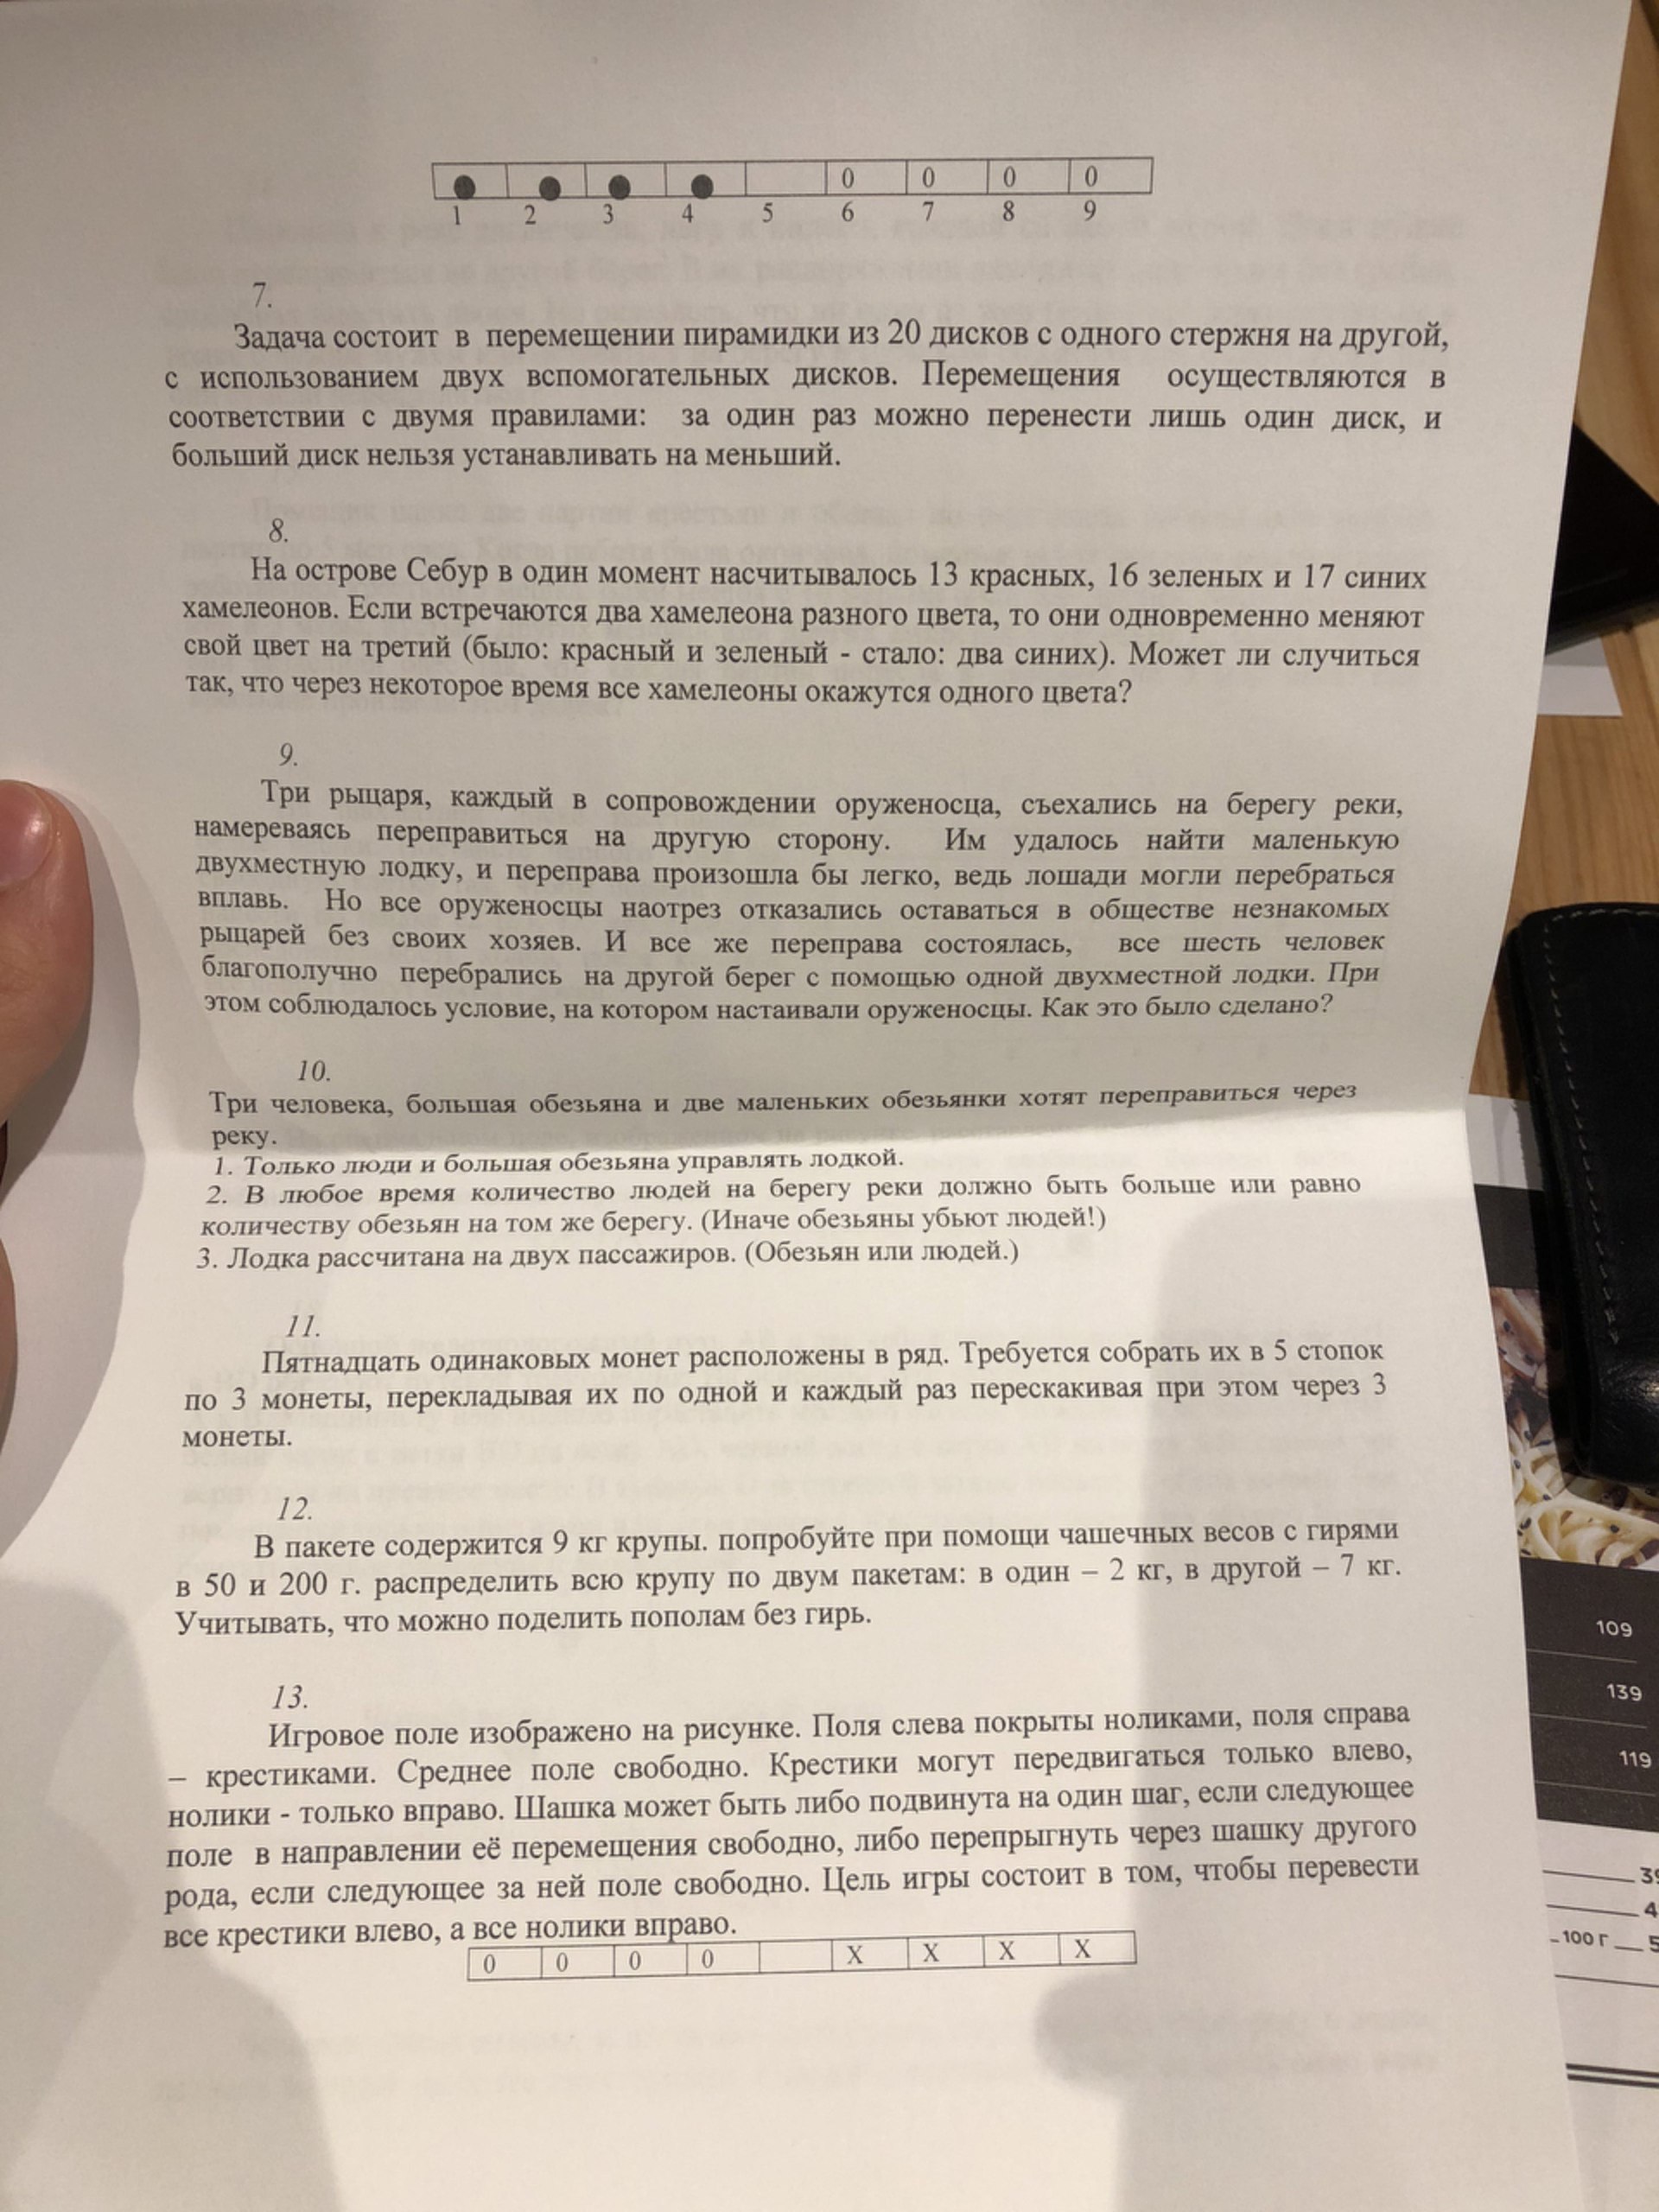 0 0 0 0
1 2 3 4 5 6 7 8 9
7.
Задача состоит в перемещении пирамидки из 20 дисков с одного стержня на другой,
с использованием двух вспомогательных дисков. Перемещения осуществляются в
соответствии с двумя правилами: за один раз можно перенести лишь один диск, и
больший диск нельзя устанавливать на меньший.
8.
На острове Себур в один момент насчитывалось 13 красных, 16 зеленых и 17 синих
хамелеонов. Если встречаются два хамелеона разного цвета, то они одновременно меняют
свой цвет на третий (было: красный и зеленый - стало: два синих). Может ли случиться
так, что через некоторое время все хамелеоны окажутся одного цвета?
9.
Три рыцаря, каждый в сопровождении оруженосца, съехались на берегу реки,
намереваясь переправиться на другую сторону. Им удалось найти маленькую
двухместную лодку, и переправа произошла бы легко, ведь лошади могли перебраться
вплавь. Но все оруженосцы наотрез отказались оставаться в обществе незнакомых
рыцарей без своих хозяев. И все же переправа состоялась, все шесть человек
благополучно перебрались на другой берег с помощью одной двухместной лодки. При
этом соблюдалось условие, на котором настаивали оруженосцы. Как это было сделано?
10.
Три человека, большая обезьяна и две маленьких обезьянки хотят переправиться через
реку.
1. Только люди и большая обезьяна управлять лодкой.
2. В любое время количество людей на берегу реки должно быть больше или равно
количеству обезьян на том же берегу. (Иначе обезьяны убьют людей!)
3. Лодка рассчитана на двух пассажиров. (Обезьян или людей.)
11.
Пятнадцать одинаковых монет расположены в ряд. Требуется собрать их в 5 стопок
по 3 монеты, перекладывая их по одной и каждый раз перескакивая при этом через 3
монеты.
12.
В пакете содержится 9 кг крупы. попробуйте при помощи чашечных весов с гирями
в 50 и 200 г. распределить всю крупу по двум пакетам: в один – 2 кг, в другой – 7 кг.
Учитывать, что можно поделить пополам без гирь.
13.
Игровое поле изображено на рисунке. Поля слева покрыты ноликами, поля справа
– крестиками. Среднее поле свободно. Крестики могут передвигаться только влево,
нолики - только вправо. Шашка может быть либо подвинута на один шаг, если следующее
поле в направлении её перемещения свободно, либо перепрыгнуть через шашку другого
рода, если следующее за ней поле свободно. Цель игры состоит в том, чтобы перевести
все крестики влево, а все нолики вправо.
0 0 0 0 X X X X
109
139
119
100 г